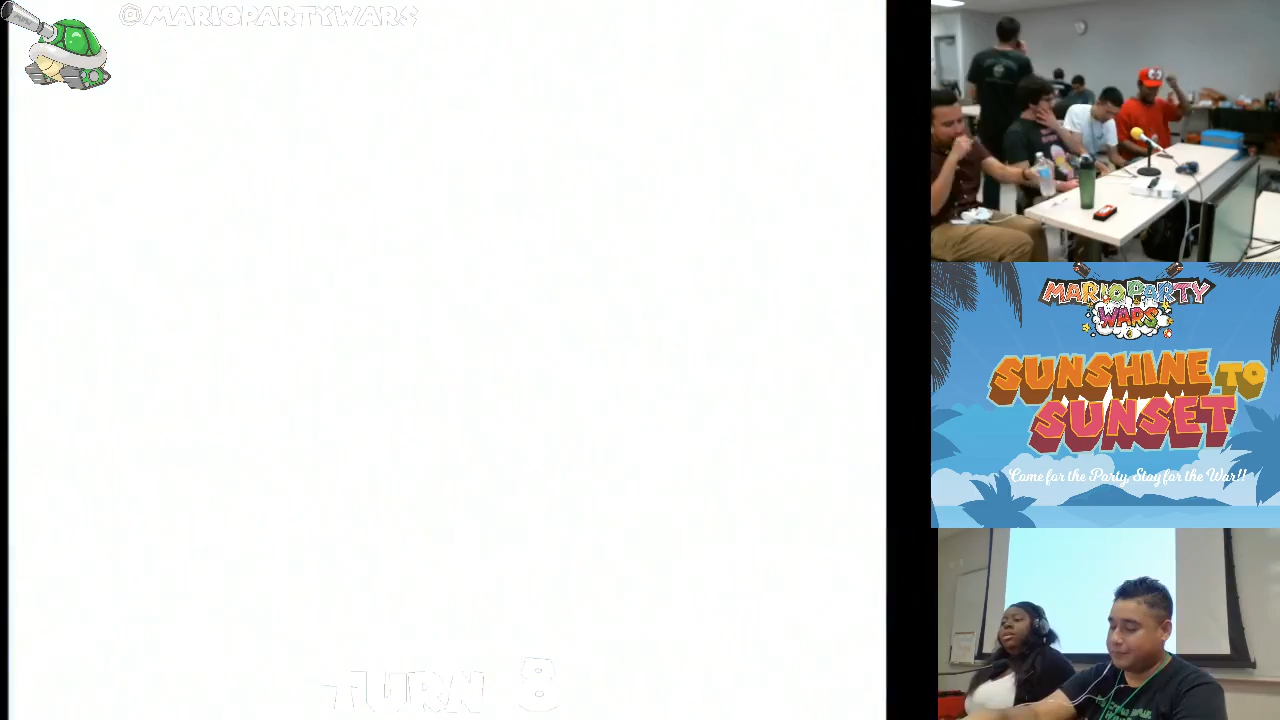 @MARIOPARTYWARS
MARIO PARTY
WARS
SUNSHINE TO
SUNSET
Come for the Party, Stay for the War!!
TURN 8